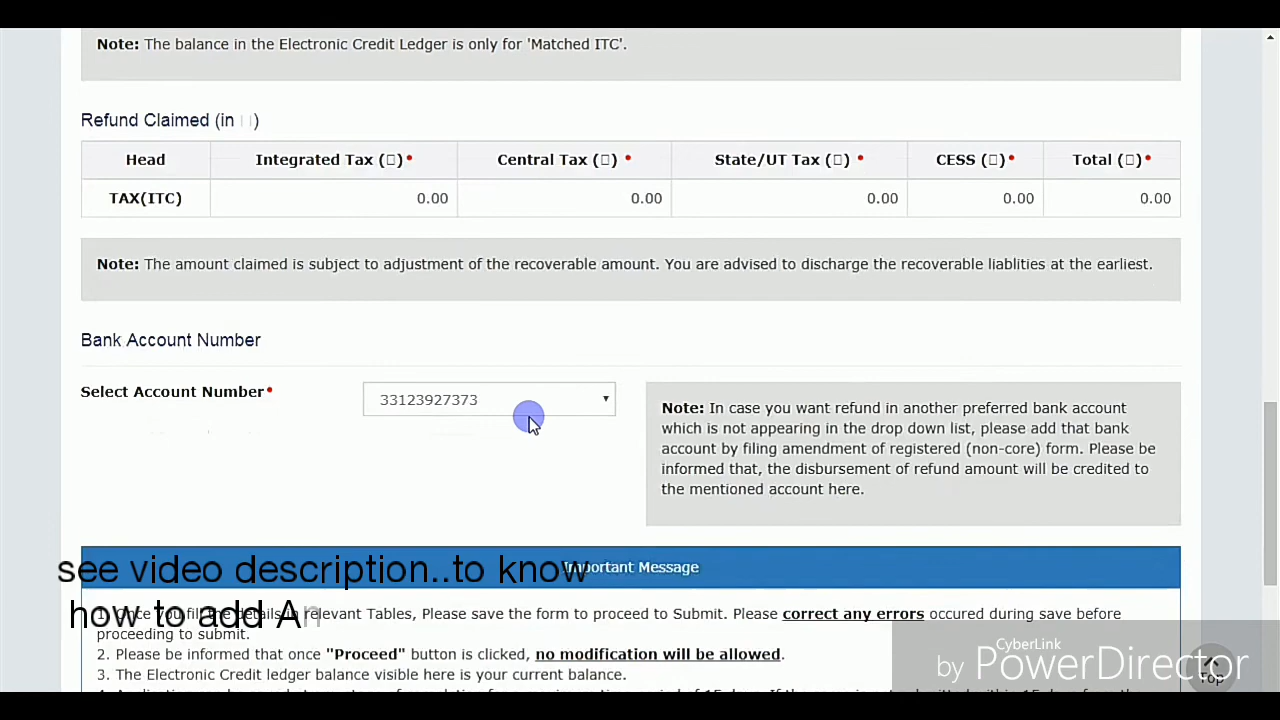 Note: The balance in the Electronic Credit Ledger is only for 'Matched ITC'.
Refund Claimed (in )
Head Integrated Tax (▯)• Central Tax (▯) • State/UT Tax (▯) • CESS (▯)• Total (▯)•
TAX(ITC) 0.00 0.00 0.00 0.00 0.00
Note: The amount claimed is subject to adjustment of the recoverable amount. You are advised to discharge the recoverable liablities at the earliest.
Bank Account Number
Select Account Number•
33123927373
Note: In case you want refund in another preferred bank account
which is not appearing in the drop down list, please add that bank
account by filing amendment of registered (non-core) form. Please be
informed that, the disbursement of refund amount will be credited to
the mentioned account here.
Important Message
see video description..to know
how to add An
1. Once you fill the details in relevant Tables, Please save the form to proceed to Submit. Please correct any errors occured during save before
proceeding to submit.
2. Please be informed that once "Proceed" button is clicked, no modification will be allowed.
3. The Electronic Credit ledger balance visible here is your current balance.
CyberLink
by PowerDirector
Top